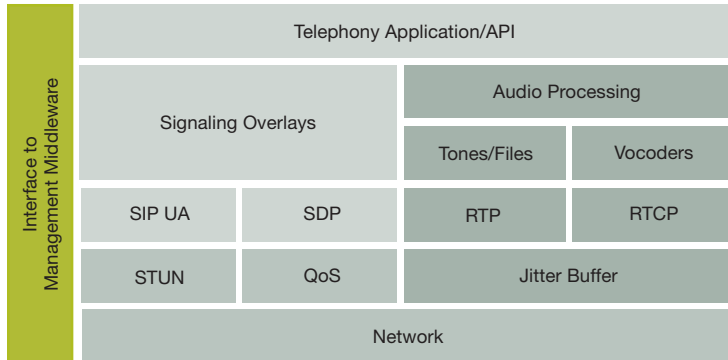 Interface to
Management Middleware
Telephony Application/API
Signaling Overlays
Audio Processing
Tones/Files
Vocoders
SIP UA
SDP
RTP
RTCP
STUN
QoS
Jitter Buffer
Network